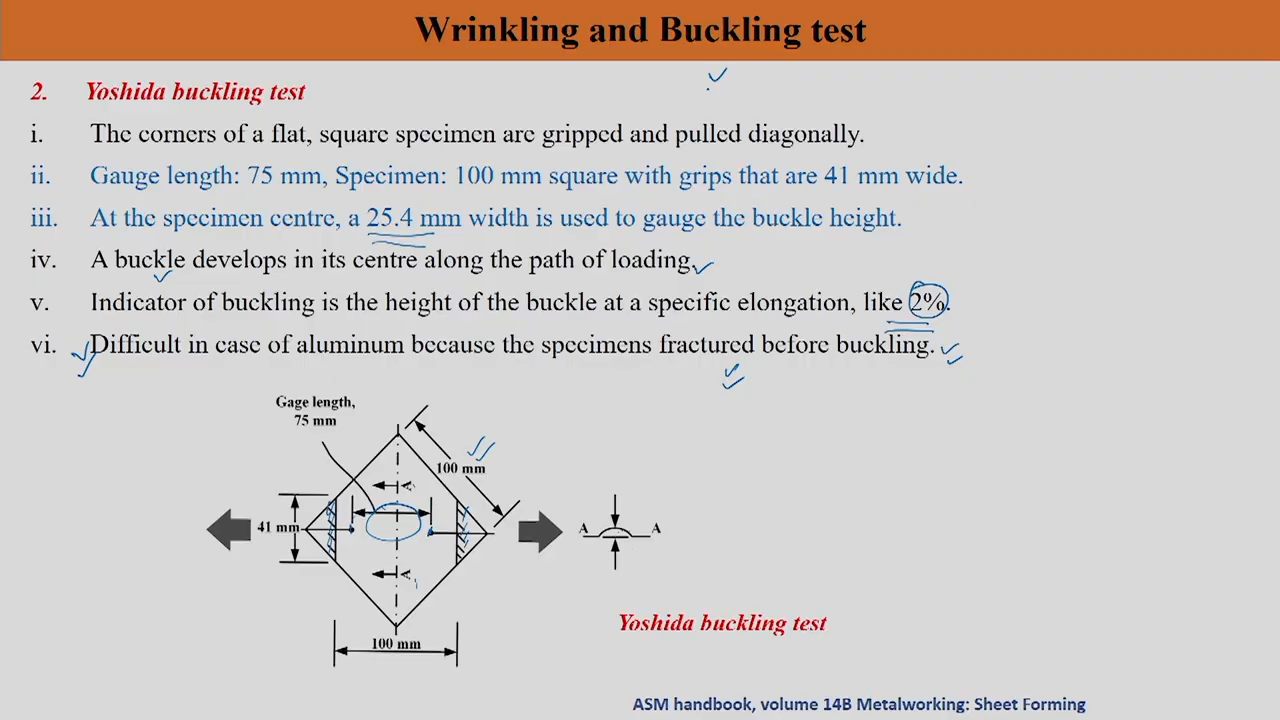 Wrinkling and Buckling test
2. Yoshida buckling test
i. The corners of a flat, square specimen are gripped and pulled diagonally.
ii. Gauge length: 75 mm, Specimen: 100 mm square with grips that are 41 mm wide.
iii. At the specimen centre, a 25.4 mm width is used to gauge the buckle height.
iv. A buckle develops in its centre along the path of loading.
v. Indicator of buckling is the height of the buckle at a specific elongation, like 2%.
vi. Difficult in case of aluminum because the specimens fractured before buckling.
Gage length,
75 mm
100 mm
A
41 mm
A A
A
100 mm
Yoshida buckling test
ASM handbook, volume 14B Metalworking: Sheet Forming